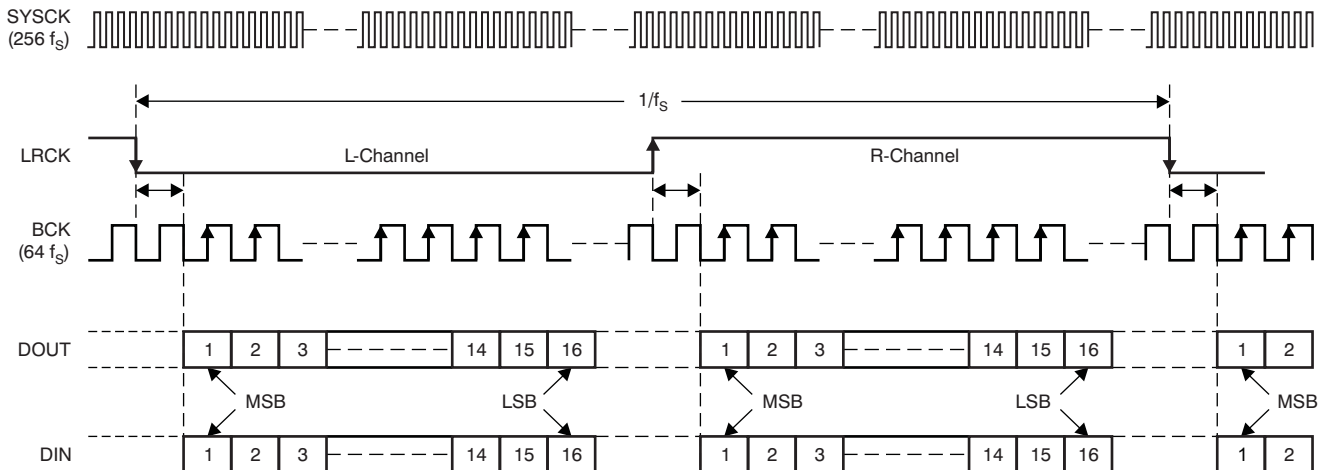 SYSCK
(256 fS)
1/fS
LRCK
L-Channel
R-Channel
BCK
(64 fS)
DOUT
1 2 3 14 15 16 1 2 3 14 15 16 1 2
MSB LSB MSB LSB MSB
DIN
1 2 3 14 15 16 1 2 3 14 15 16 1 2